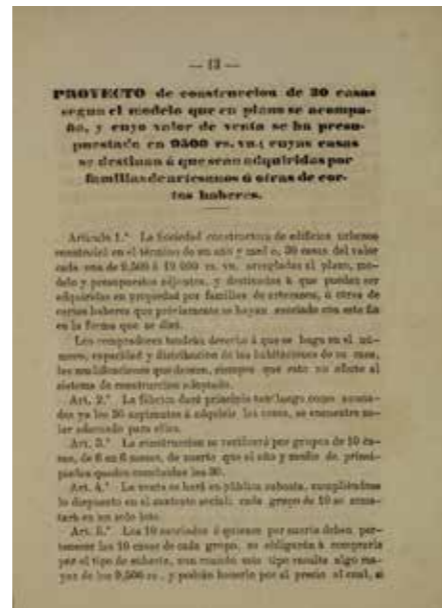 — 13 —
PROYECTO de construccion de 30 casas
segun el modelo que en plano se acompa-
ña, y cuyo valor de venta se ha presu-
puestado en 9500 rs. vn.; cuyas casas
se destinan á que sean adquiridas por
familias de artesanos ú otras de cor-
tos haberes.
Artículo 1.º La Sociedad constructora de edificios urbanos
construirá en el término de un año y medio, 30 casas del valor
cada una de 9,500 á 10 000 rs. vn. arregladas al plano, mo-
delo y presupuestos adjuntos, y destinadas á que puedan ser
adquiridas en propiedad por familias de artesanos, ú otras de
cortos haberes que préviamente se hayan asociado con este fin
en la forma que se dirá.
Los compradores tendrán derecho á que se haga en el nú-
mero, capacidad y distribucion de las habitaciones de su casa,
las modificaciones que deseen, siempre que esto no afecte al
sistema de construccion adoptado.
Art. 2.º La fábrica dará principio tan luego como asocia-
dos ya los 30 aspirantes á adquirir las casas, se encuentre so-
lar adecuado para ellas.
Art. 3.º La construccion se verificará por grupos de 10 ca-
sas, de 6 en 6 meses, de suerte que al año y medio de princi-
piadas queden concluidas las 30.
Art. 4.º La venta se hará en pública subasta, cumpliéndose
lo dispuesto en el contrato social: cada grupo de 10 se rema-
tará en un solo lote.
Art. 5.º Los 10 asociados á quienes por suerte deben per-
tenecer las 10 casas de cada grupo, se obligarán á comprarla
por el tipo de subasta, aun cuando este tipo resulte algo ma-
yor de los 9,500 rs., y podrán hacerlo por el precio al cual, si